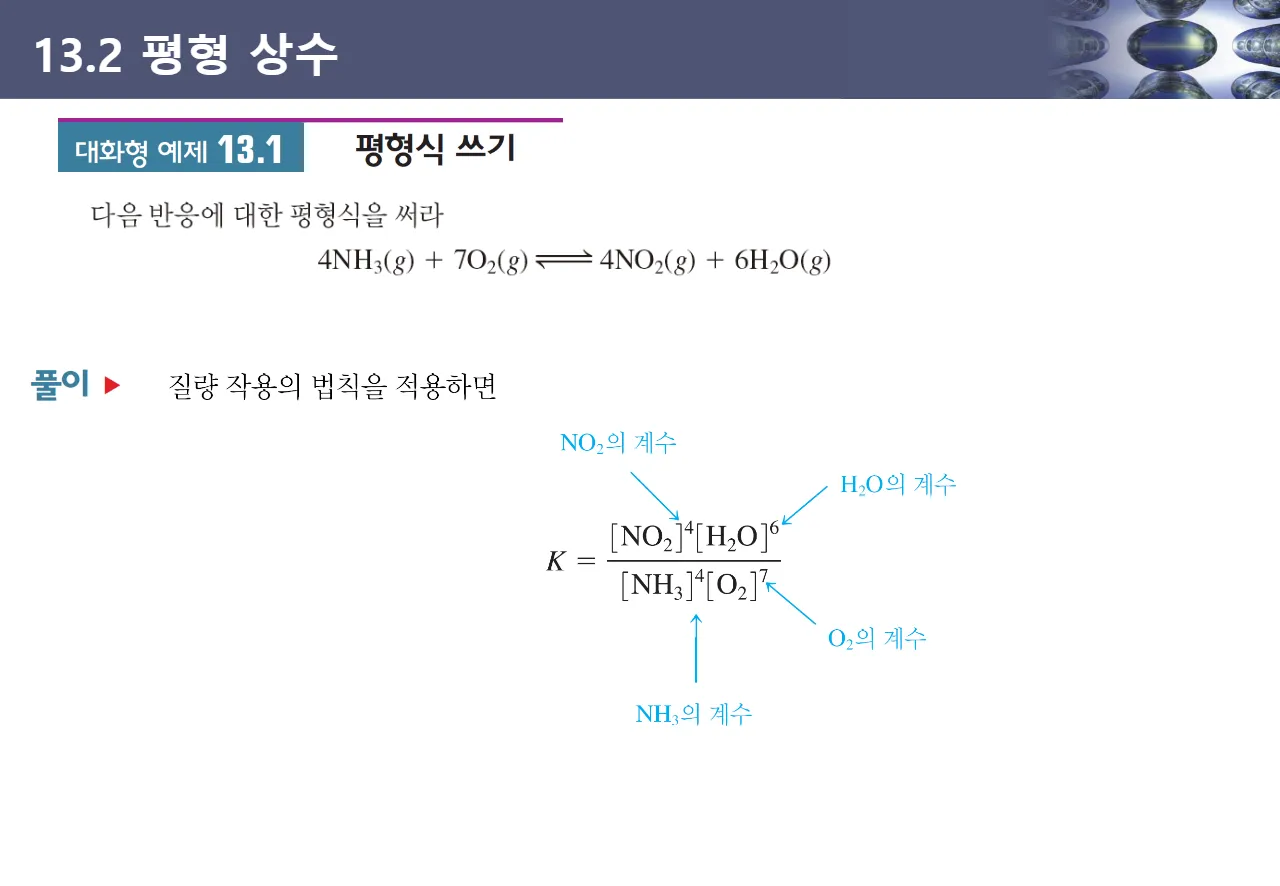 13.2 평형 상수
대화형 예제 13.1 평형식 쓰기
다음 반응에 대한 평형식을 써라
4NH₃(g) + 7O₂(g) ⇌ 4NO₂(g) + 6H₂O(g)
풀이 ▶ 질량 작용의 법칙을 적용하면
NO₂의 계수
H₂O의 계수
K = [NO₂]⁴[H₂O]⁶ / [NH₃]⁴[O₂]⁷
O₂의 계수
NH₃의 계수